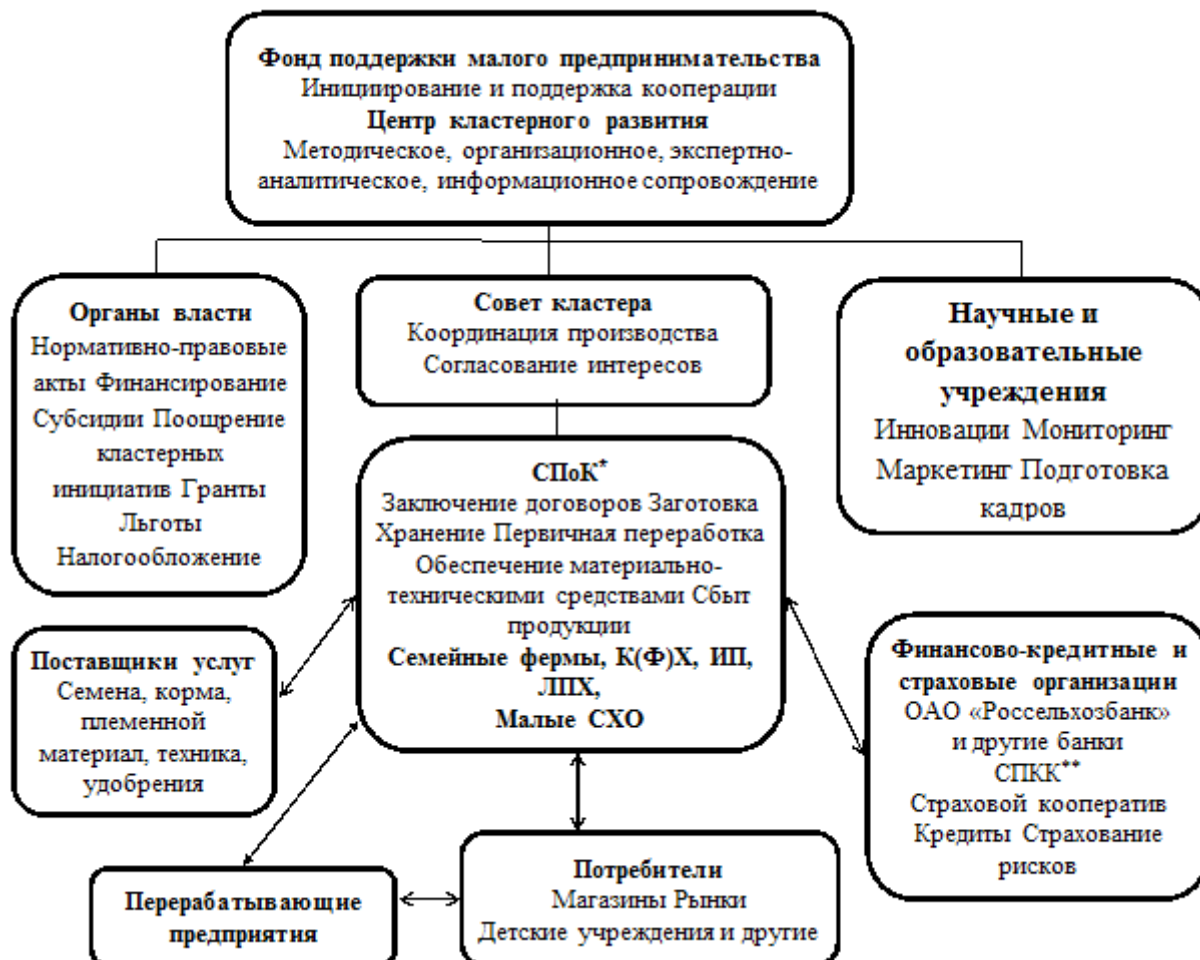 Фонд поддержки малого предпринимательства
Инициирование и поддержка кооперации
Центр кластерного развития
Методическое, организационное, экспертно-
аналитическое, информационное сопровождение
Органы власти
Нормативно-правовые
акты Финансирование
Субсидии Поощрение
кластерных
инициатив Гранты
Льготы
Налогообложение
Совет кластера
Координация производства
Согласование интересов
Научные и
образовательные
учреждения
Инновации Мониторинг
Маркетинг Подготовка
кадров
СПоК*
Заключение договоров Заготовка
Хранение Первичная переработка
Обеспечение материально-
техническими средствами Сбыт
продукции
Семейные фермы, К(Ф)Х, ИП,
ЛПХ,
Малые СХО
Поставщики услуг
Семена, корма,
племенной
материал, техника,
удобрения
Финансово-кредитные и
страховые организации
ОАО «Россельхозбанк»
и другие банки
СПКК**
Страховой кооператив
Кредиты Страхование
рисков
Перерабатывающие
предприятия
Потребители
Магазины Рынки
Детские учреждения и другие